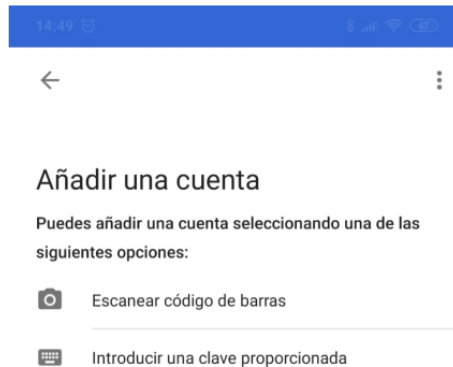 14:49
67
Añadir una cuenta
Puedes añadir una cuenta seleccionando una de las
siguientes opciones:
Escanear código de barras
Introducir una clave proporcionada